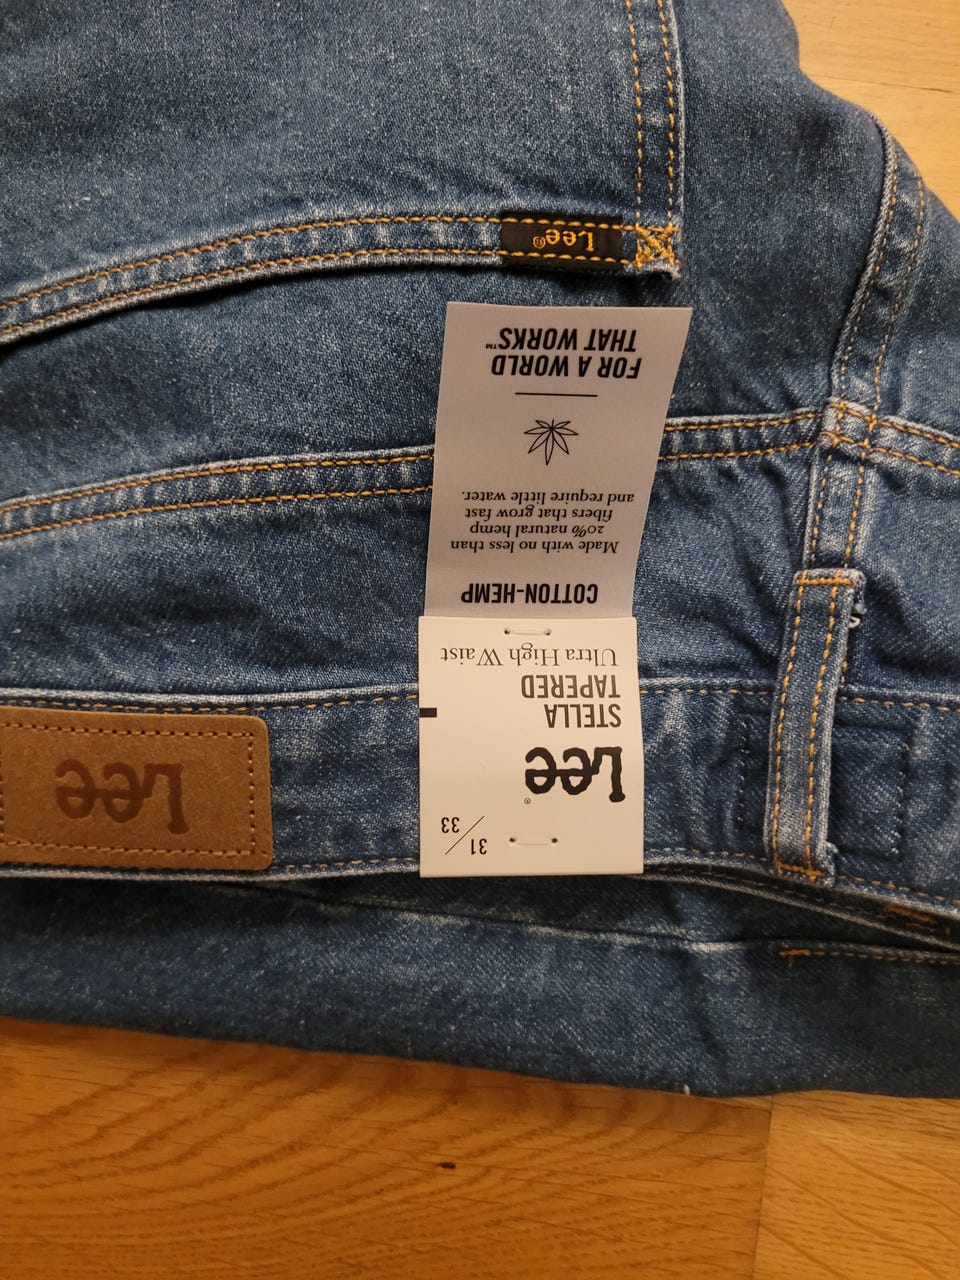 31/33
Lee®
STELLA
TAPERED
Ultra High Waist
COTTON-HEMP
Made with no less than
20% natural hemp
fibers that grow fast
and require little water.
FOR A WORLD
THAT WORKS™
Lee
Lee®